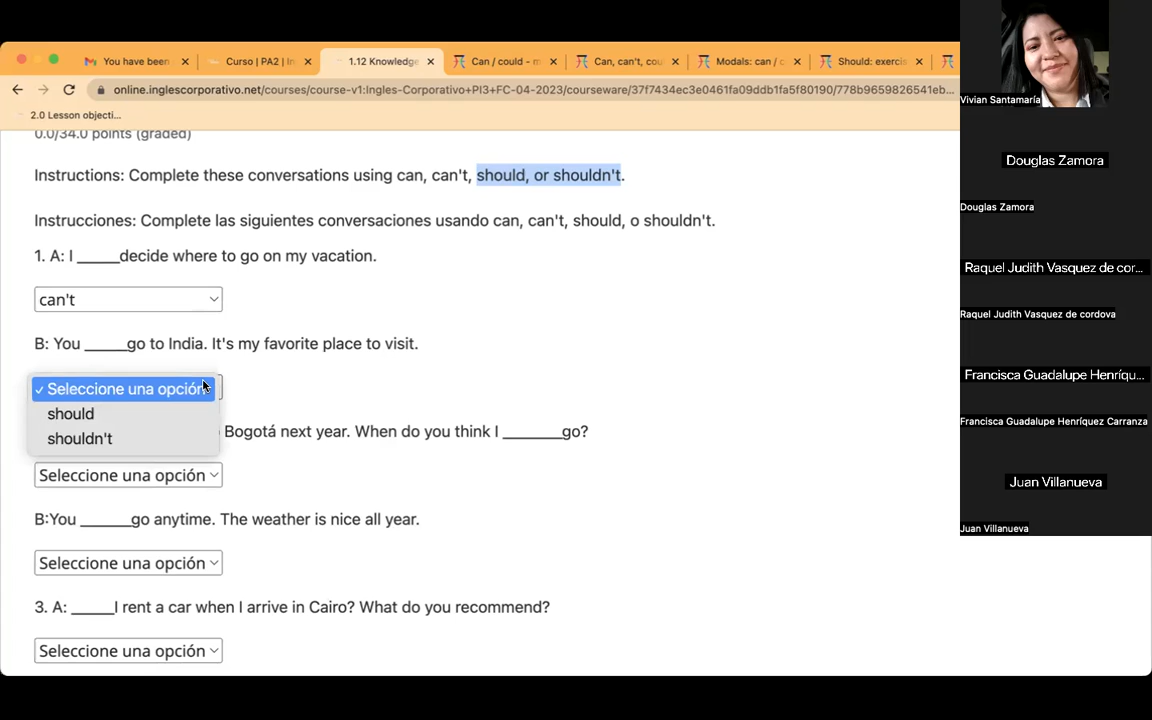 You have been
Curso | PA2 | In
1.12 Knowledge
Can / could - m
Can, can't, cou
Modals: can / c
Should: exercis
online.inglescorporativo.net/courses/course-v1:Ingles-Corporativo+PI3+FC-04-2023/courseware/37f7434ec3e0461fa09ddb1fa5f80190/778b9659826541eb...
2.0 Lesson objecti...
0.0/34.0 points (graded)
Instructions: Complete these conversations using can, can't, should, or shouldn't.
Instrucciones: Complete las siguientes conversaciones usando can, can't, should, o shouldn't.
1. A: I _____decide where to go on my vacation.
can't
B: You _____go to India. It's my favorite place to visit.
Seleccione una opción
should
shouldn't
Bogotá next year. When do you think I _______go?
Seleccione una opción
B:You ______go anytime. The weather is nice all year.
Seleccione una opción
3. A: _____I rent a car when I arrive in Cairo? What do you recommend?
Seleccione una opción
Vivian Santamaría
Douglas Zamora
Douglas Zamora
Raquel Judith Vasquez de cor...
Raquel Judith Vasquez de cordova
Francisca Guadalupe Henríqu...
Francisca Guadalupe Henríquez Carranza
Juan Villanueva
Juan Villanueva